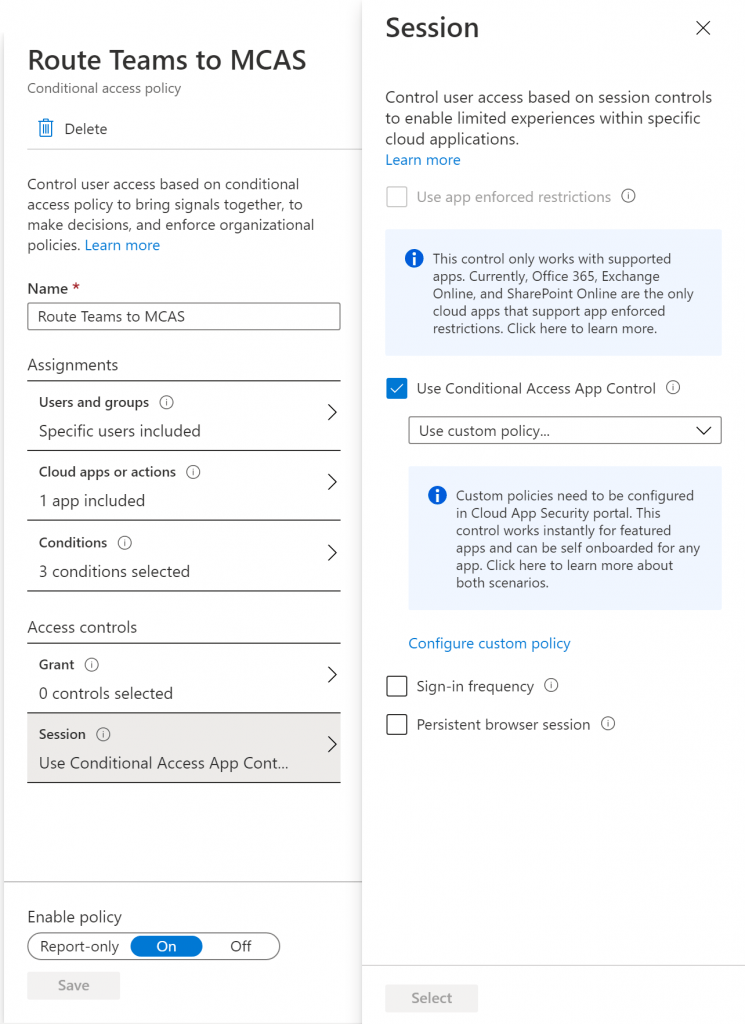 Route Teams to MCAS
Conditional access policy
Delete
Control user access based on conditional
access policy to bring signals together, to
make decisions, and enforce organizational
policies. Learn more
Name *
Route Teams to MCAS
Assignments
Users and groups
Specific users included
Cloud apps or actions
1 app included
Conditions
3 conditions selected
Access controls
Grant
0 controls selected
Session
Use Conditional Access App Cont...
Enable policy
Report-only On Off
Save
Session
Control user access based on session controls
to enable limited experiences within specific
cloud applications.
Learn more
Use app enforced restrictions
This control only works with supported
apps. Currently, Office 365, Exchange
Online, and SharePoint Online are the only
cloud apps that support app enforced
restrictions. Click here to learn more.
Use Conditional Access App Control
Use custom policy...
Custom policies need to be configured
in Cloud App Security portal. This
control works instantly for featured
apps and can be self onboarded for any
app. Click here to learn more about
both scenarios.
Configure custom policy
Sign-in frequency
Persistent browser session
Select